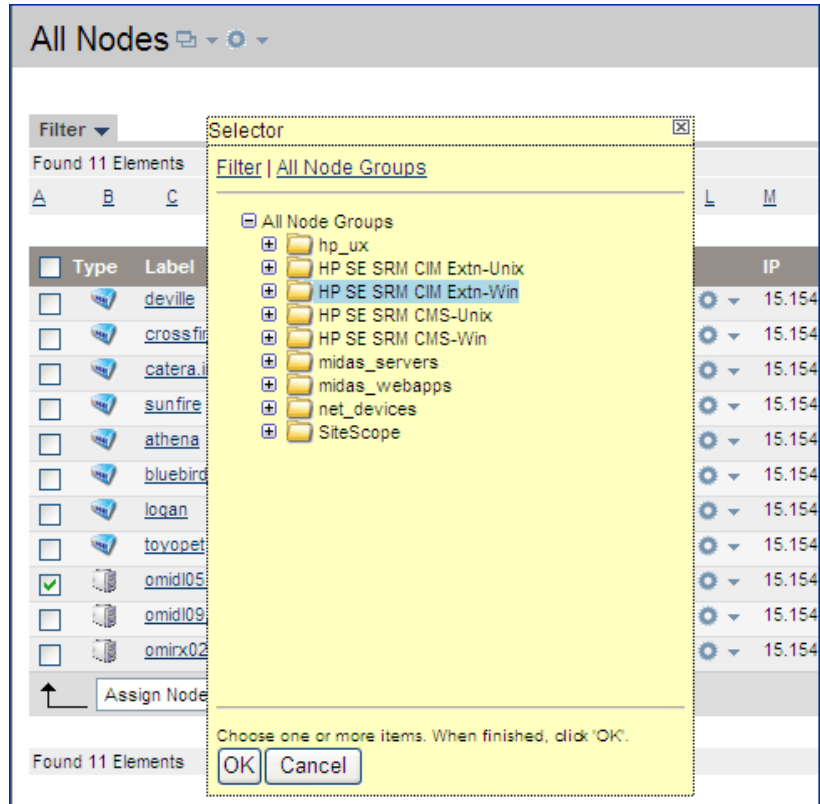 All Nodes
Filter
Found 11 Elements
A B C L M
Type Label IP
deville 15.154
crossfir 15.154
catera.i 15.154
sunfire 15.154
athena 15.154
bluebird 15.154
logan 15.154
toyopet 15.154
omidl05 15.154
omidl09 15.154
omirx02 15.154
Assign Node
Found 11 Elements
Selector
Filter | All Node Groups
All Node Groups
hp_ux
HP SE SRM CIM Extn-Unix
HP SE SRM CIM Extn-Win
HP SE SRM CMS-Unix
HP SE SRM CMS-Win
midas_servers
midas_webapps
net_devices
SiteScope
Choose one or more items. When finished, click 'OK'.
OK Cancel